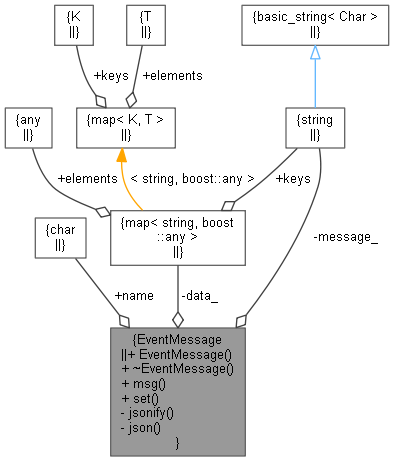 {K
||}
{T
||}
{basic_string< Char >
||}
+keys
+elements
{any
||}
{map< K, T >
||}
{string
||}
+elements
< string, boost::any >
+keys
{char
||}
{map< string, boost
::any >
||}
-message_
+name
-data_
{EventMessage
||+ EventMessage()
+ ~EventMessage()
+ msg()
+ set()
- jsonify()
- json()
}